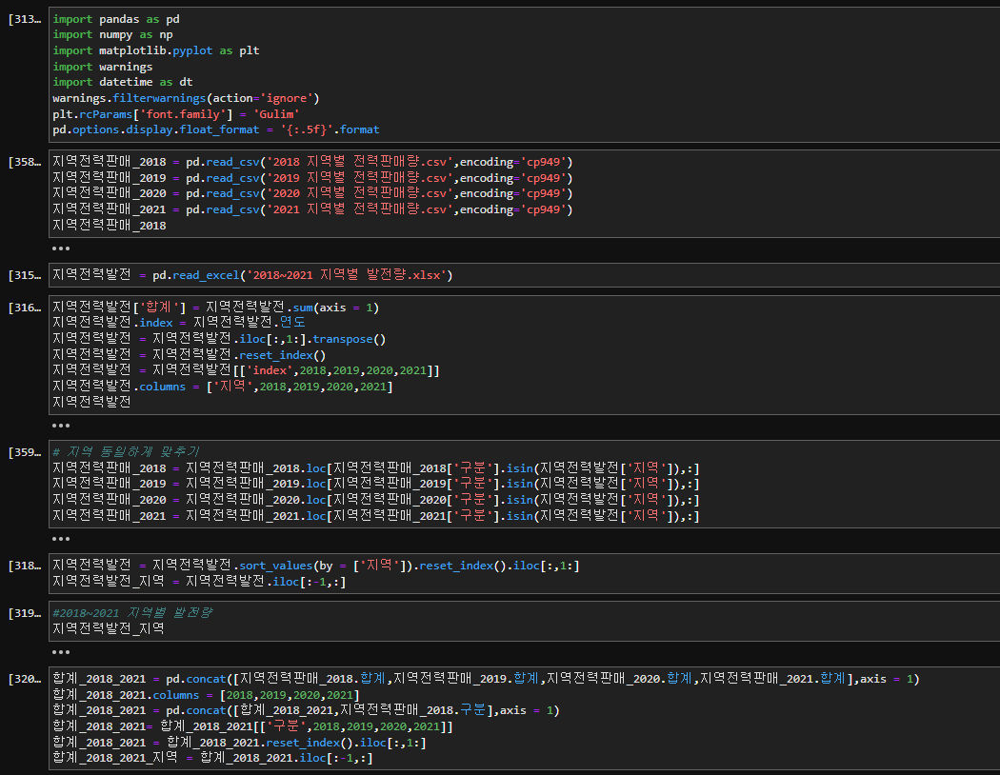 [313…
import pandas as pd
import numpy as np
import matplotlib.pyplot as plt
import warnings
import datetime as dt
warnings.filterwarnings(action='ignore')
plt.rcParams['font.family'] = 'Gulim'
pd.options.display.float_format = '{:.5f}'.format
[358…
지역전력판매_2018 = pd.read_csv('2018 지역별 전력판매량.csv',encoding='cp949')
지역전력판매_2019 = pd.read_csv('2019 지역별 전력판매량.csv',encoding='cp949')
지역전력판매_2020 = pd.read_csv('2020 지역별 전력판매량.csv',encoding='cp949')
지역전력판매_2021 = pd.read_csv('2021 지역별 전력판매량.csv',encoding='cp949')
지역전력판매_2018
[315…
지역전력발전 = pd.read_excel('2018~2021 지역별 발전량.xlsx')
[316…
지역전력발전['합계'] = 지역전력발전.sum(axis = 1)
지역전력발전.index = 지역전력발전.연도
지역전력발전 = 지역전력발전.iloc[:,1:].transpose()
지역전력발전 = 지역전력발전.reset_index()
지역전력발전 = 지역전력발전[['index',2018,2019,2020,2021]]
지역전력발전.columns = ['지역',2018,2019,2020,2021]
지역전력발전
[359…
# 지역 동일하게 맞추기
지역전력판매_2018 = 지역전력판매_2018.loc[지역전력판매_2018['구분'].isin(지역전력발전['지역']),:]
지역전력판매_2019 = 지역전력판매_2019.loc[지역전력판매_2019['구분'].isin(지역전력발전['지역']),:]
지역전력판매_2020 = 지역전력판매_2020.loc[지역전력판매_2020['구분'].isin(지역전력발전['지역']),:]
지역전력판매_2021 = 지역전력판매_2021.loc[지역전력판매_2021['구분'].isin(지역전력발전['지역']),:]
[318…
지역전력발전 = 지역전력발전.sort_values(by = ['지역']).reset_index().iloc[:,1:]
지역전력발전_지역 = 지역전력발전.iloc[:-1,:]
[319…
#2018~2021 지역별 발전량
지역전력발전_지역
[320…
합계_2018_2021 = pd.concat([지역전력판매_2018.합계,지역전력판매_2019.합계,지역전력판매_2020.합계,지역전력판매_2021.합계],axis = 1)
합계_2018_2021.columns = [2018,2019,2020,2021]
합계_2018_2021 = pd.concat([합계_2018_2021,지역전력판매_2018.구분],axis = 1)
합계_2018_2021= 합계_2018_2021[['구분',2018,2019,2020,2021]]
합계_2018_2021 = 합계_2018_2021.reset_index().iloc[:,1:]
합계_2018_2021_지역 = 합계_2018_2021.iloc[:-1,:]